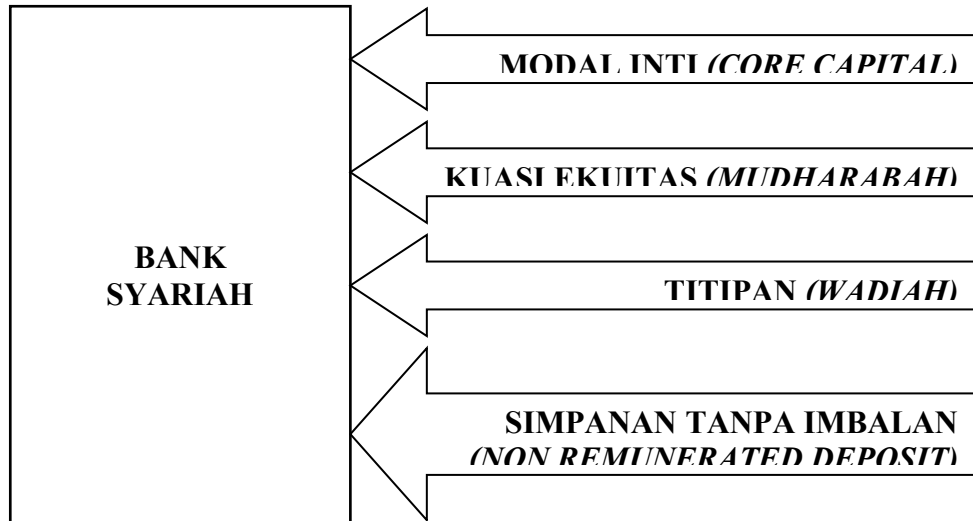 BANK
SYARIAH
MODAL INTI (CORE CAPITAL)
KUASI EKUITAS (MUDHARABAH)
TITIPAN (WADIAH)
SIMPANAN TANPA IMBALAN
(NON REMUNERATED DEPOSIT)